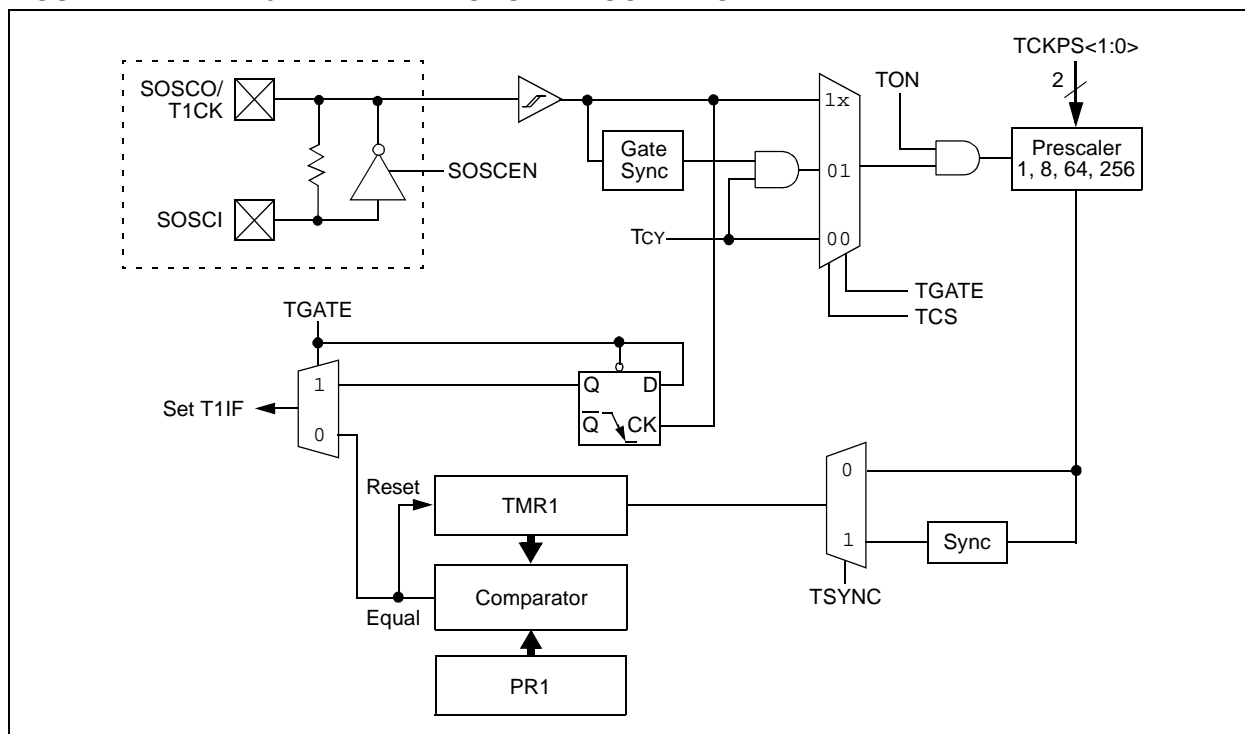 TCKPS<1:0>
SOSCO/
T1CK
TON
2
1x
Prescaler
1, 8, 64, 256
Gate
Sync
SOSCEN
01
SOSCI
TCY
00
TGATE
TCS
TGATE
1
Q
D
Set T1IF
Q
CK
0
0
Reset
TMR1
1
Sync
Comparator
TSYNC
Equal
PR1